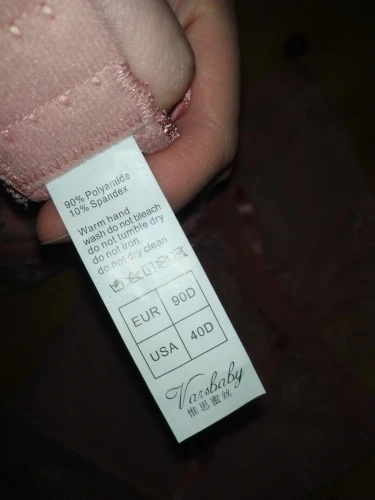 90% Polyamide
10% Spandex
Warm hand
wash do not bleach
do not tumble dry
do not iron
do not dry clean
EUR 90D
USA 40D
Varsbaby
惟思蜜丝